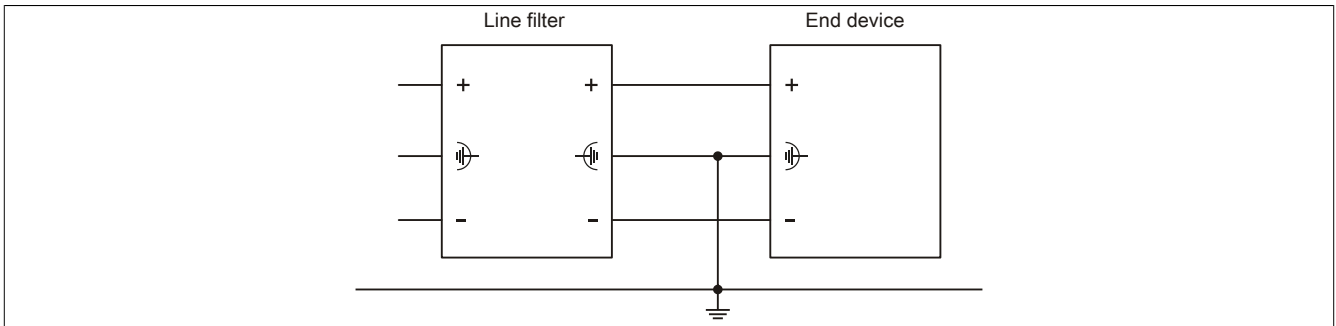 Line filter End device
+ + +
- - -